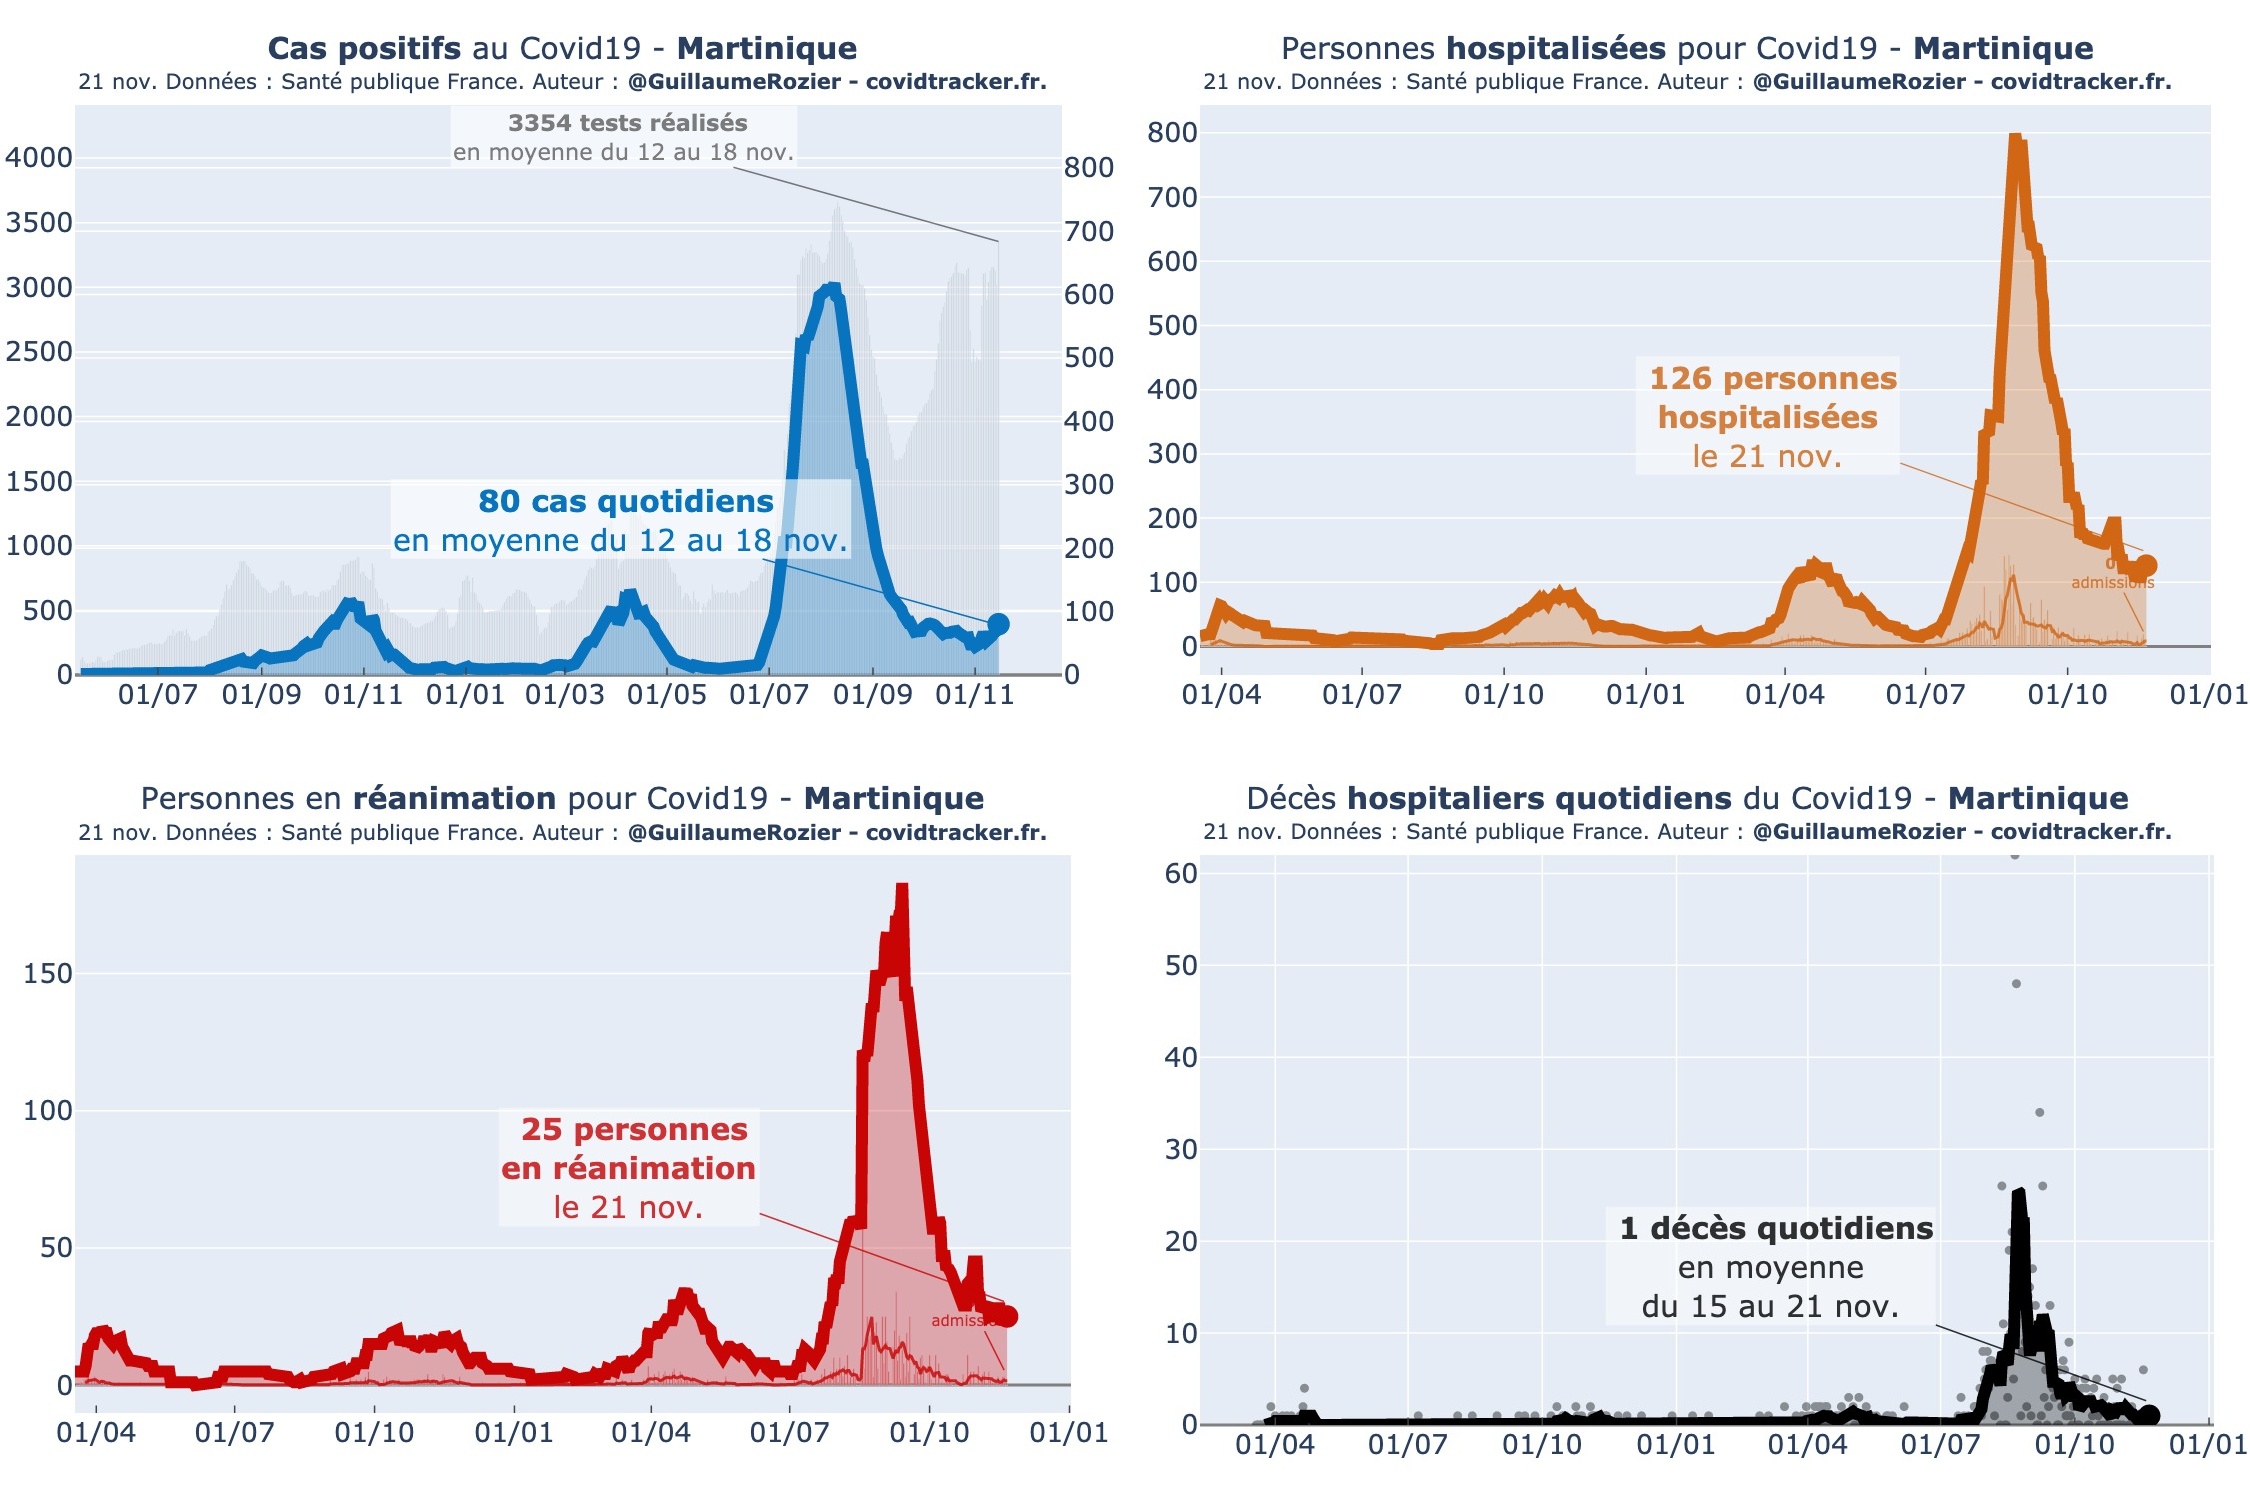 Cas positifs au Covid19 - Martinique
21 nov. Données : Santé publique France. Auteur : @GuillaumeRozier - covidtracker.fr.
3354 tests réalisés
en moyenne du 12 au 18 nov.
80 cas quotidiens
en moyenne du 12 au 18 nov.
4000
3500
3000
2500
2000
1500
1000
500
0
800
700
600
500
400
300
200
100
0
01/07 01/09 01/11 01/01 01/03 01/05 01/07 01/09 01/11
Personnes hospitalisées pour Covid19 - Martinique
21 nov. Données : Santé publique France. Auteur : @GuillaumeRozier - covidtracker.fr.
800
700
600
500
400
300
200
100
0
126 personnes
hospitalisées
le 21 nov.
0
admissions
01/04 01/07 01/10 01/01 01/04 01/07 01/10 01/01
Personnes en réanimation pour Covid19 - Martinique
21 nov. Données : Santé publique France. Auteur : @GuillaumeRozier - covidtracker.fr.
150
100
50
0
25 personnes
en réanimation
le 21 nov.
01/04 01/07 01/10 01/01 01/04 01/07 01/10 01/01
Décès hospitaliers quotidiens du Covid19 - Martinique
21 nov. Données : Santé publique France. Auteur : @GuillaumeRozier - covidtracker.fr.
60
50
40
30
20
10
0
1 décès quotidiens
en moyenne
du 15 au 21 nov.
01/04 01/07 01/10 01/01 01/04 01/07 01/10 01/01